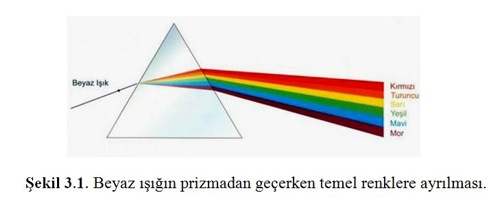 Beyaz Işık
Kırmızı
Turuncu
Sarı
Yeşil
Mavi
Mor
Şekil 3.1. Beyaz ışığın prizmadan geçerken temel renklere ayrılması.